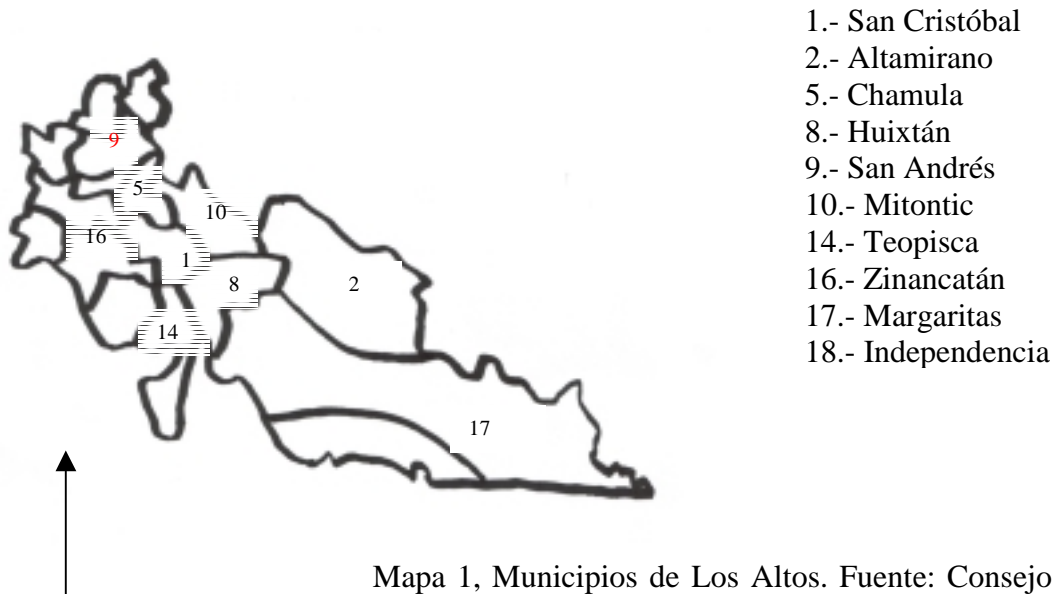 1.- San Cristóbal
2.- Altamirano
5.- Chamula
8.- Huixtán
9.- San Andrés
10.- Mitontic
14.- Teopisca
16.- Zinancatán
17.- Margaritas
18.- Independencia
9
5
10
16
1
8
2
14
17
Mapa 1, Municipios de Los Altos. Fuente: Consejo